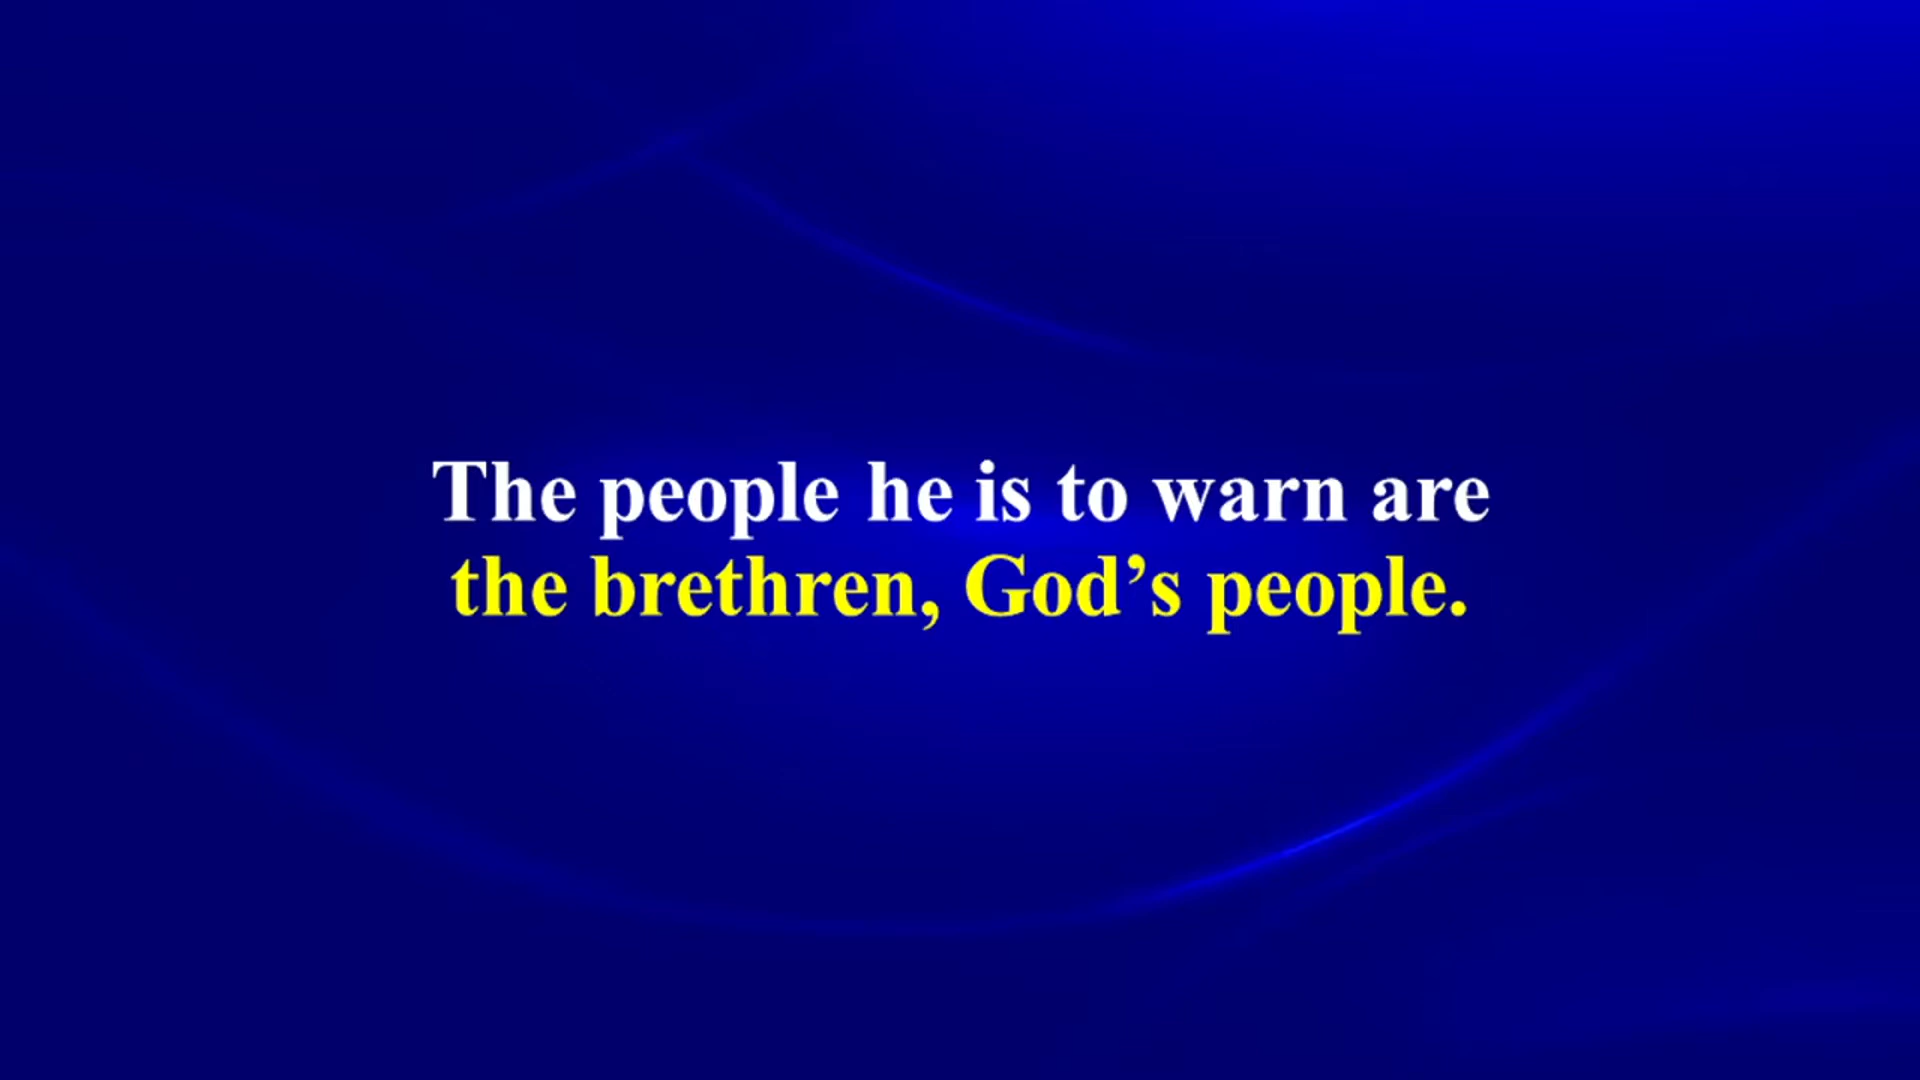 The people he is to warn are
the brethren, God’s people.